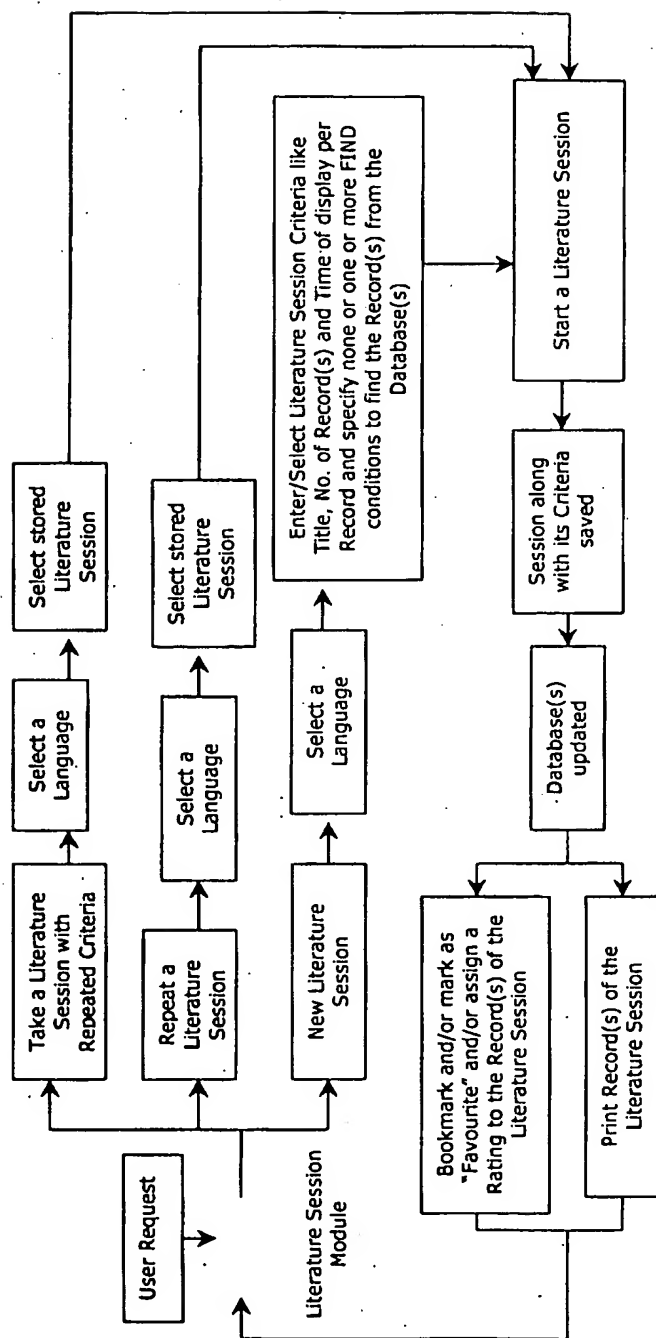 User Request
Literature Session
Module
Take a Literature
Session with
Repeated Criteria
Select a
Language
Select stored
Literature
Session
Repeat a
Literature
Session
Select a
Language
Select stored
Literature
Session
New Literature
Session
Select a
Language
Enter/Select Literature Session Criteria like
Title, No. of Record(s) and Time of display per
Record and specify none or one or more FIND
conditions to find the Record(s) from the
Database(s)
Start a Literature Session
Session along
with its Criteria
saved
Database(s)
updated
Bookmark and/or mark as
"Favourite" and/or assign a
Rating to the Record(s) of the
Literature Session
Print Record(s) of the
Literature Session